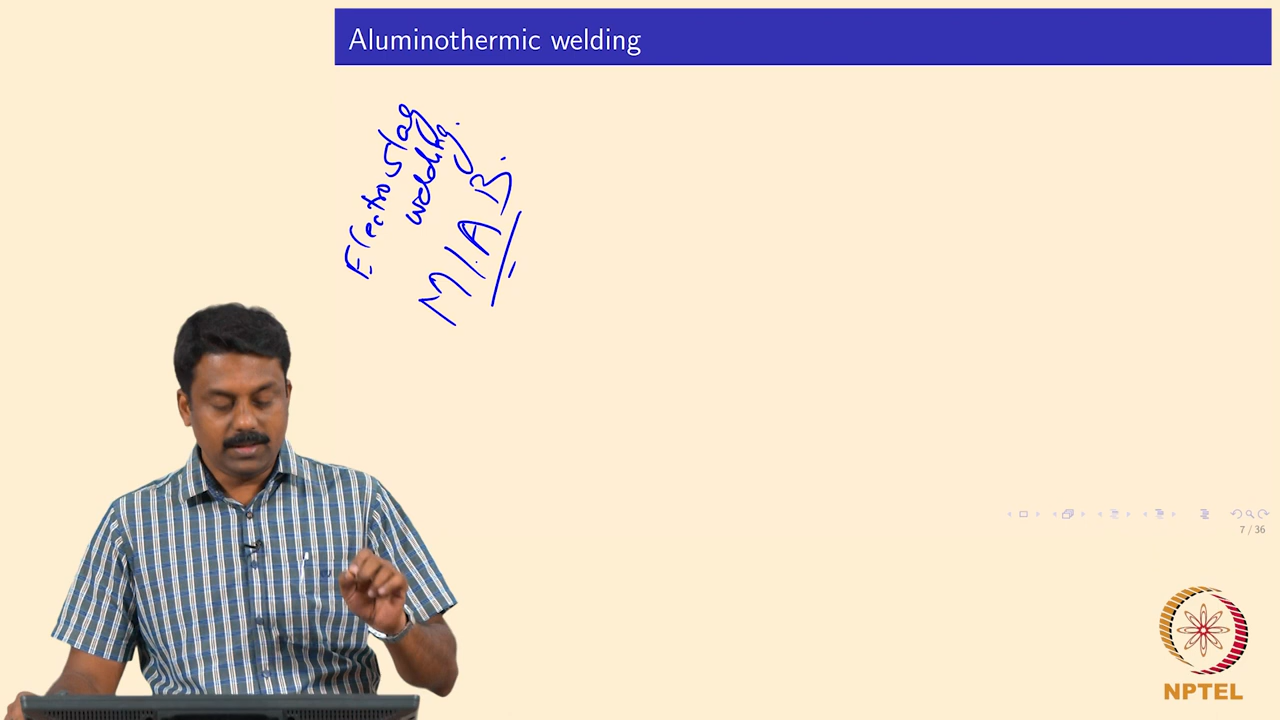 Aluminothermic welding
Electroslag
welding.
M I A B.
7 / 36
NPTEL